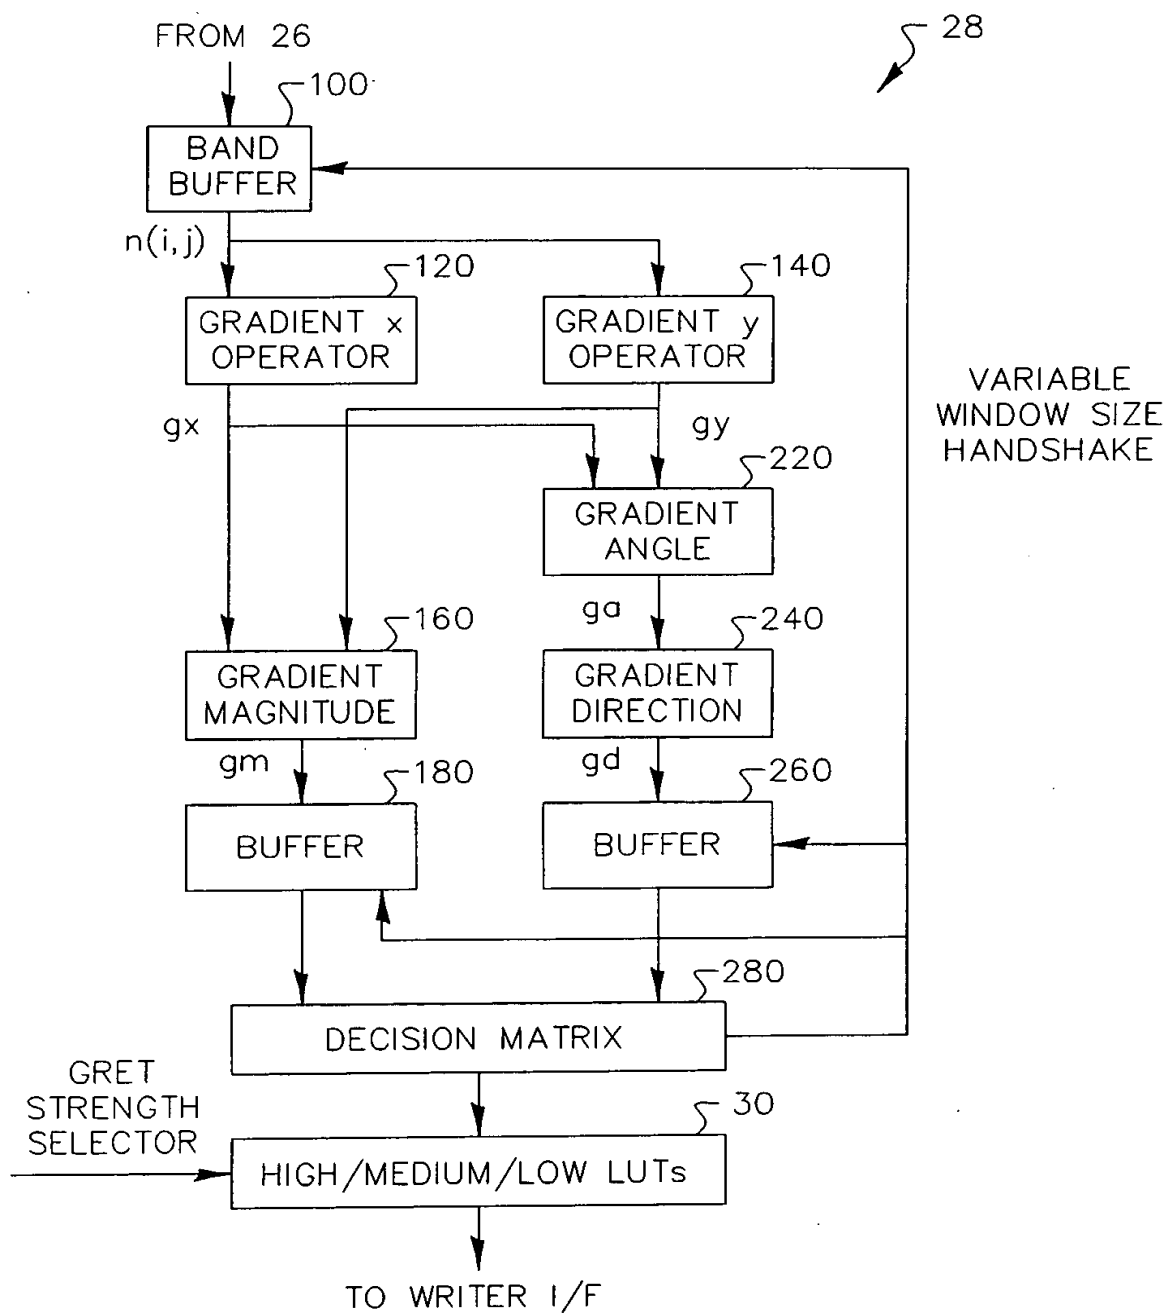 FROM 26
28
100
BAND
BUFFER
n(i,j)
120
140
GRADIENT x
OPERATOR
GRADIENT y
OPERATOR
VARIABLE
WINDOW SIZE
HANDSHAKE
gx
gy
220
GRADIENT
ANGLE
ga
160
240
GRADIENT
MAGNITUDE
GRADIENT
DIRECTION
gm
gd
180
260
BUFFER
BUFFER
280
DECISION MATRIX
GRET
STRENGTH
SELECTOR
30
HIGH/MEDIUM/LOW LUTs
TO WRITER I/F